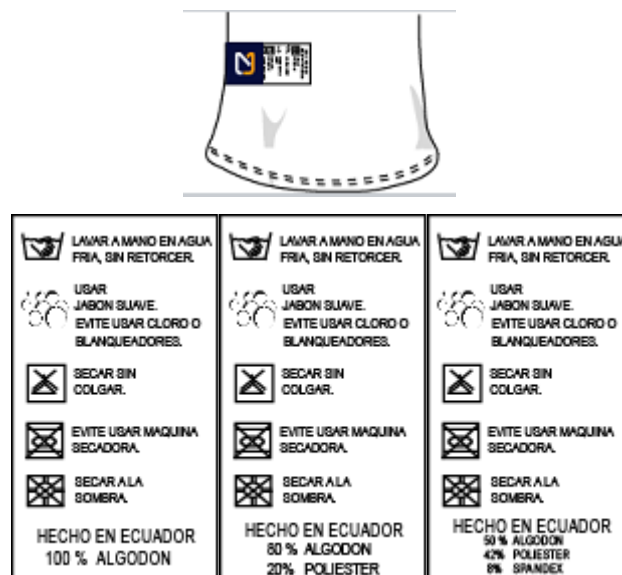 LAVAR A MANO EN AGUA
FRIA, SIN RETORCER.
USAR
JABON SUAVE.
EVITE USAR CLORO O
BLANQUEADORES.
SECAR SIN
COLGAR.
EVITE USAR MAQUINA
SECADORA.
SECAR A LA
SOMBRA.
HECHO EN ECUADOR
100 % ALGODON
LAVAR A MANO EN AGUA
FRIA, SIN RETORCER.
USAR
JABON SUAVE.
EVITE USAR CLORO O
BLANQUEADORES.
SECAR SIN
COLGAR.
EVITE USAR MAQUINA
SECADORA.
SECAR A LA
SOMBRA.
HECHO EN ECUADOR
80 % ALGODON
20% POLIESTER
LAVAR A MANO EN AGUA
FRIA, SIN RETORCER.
USAR
JABON SUAVE.
EVITE USAR CLORO O
BLANQUEADORES.
SECAR SIN
COLGAR.
EVITE USAR MAQUINA
SECADORA.
SECAR A LA
SOMBRA.
HECHO EN ECUADOR
50 % ALGODON
42% POLIESTER
8% SPANDEX